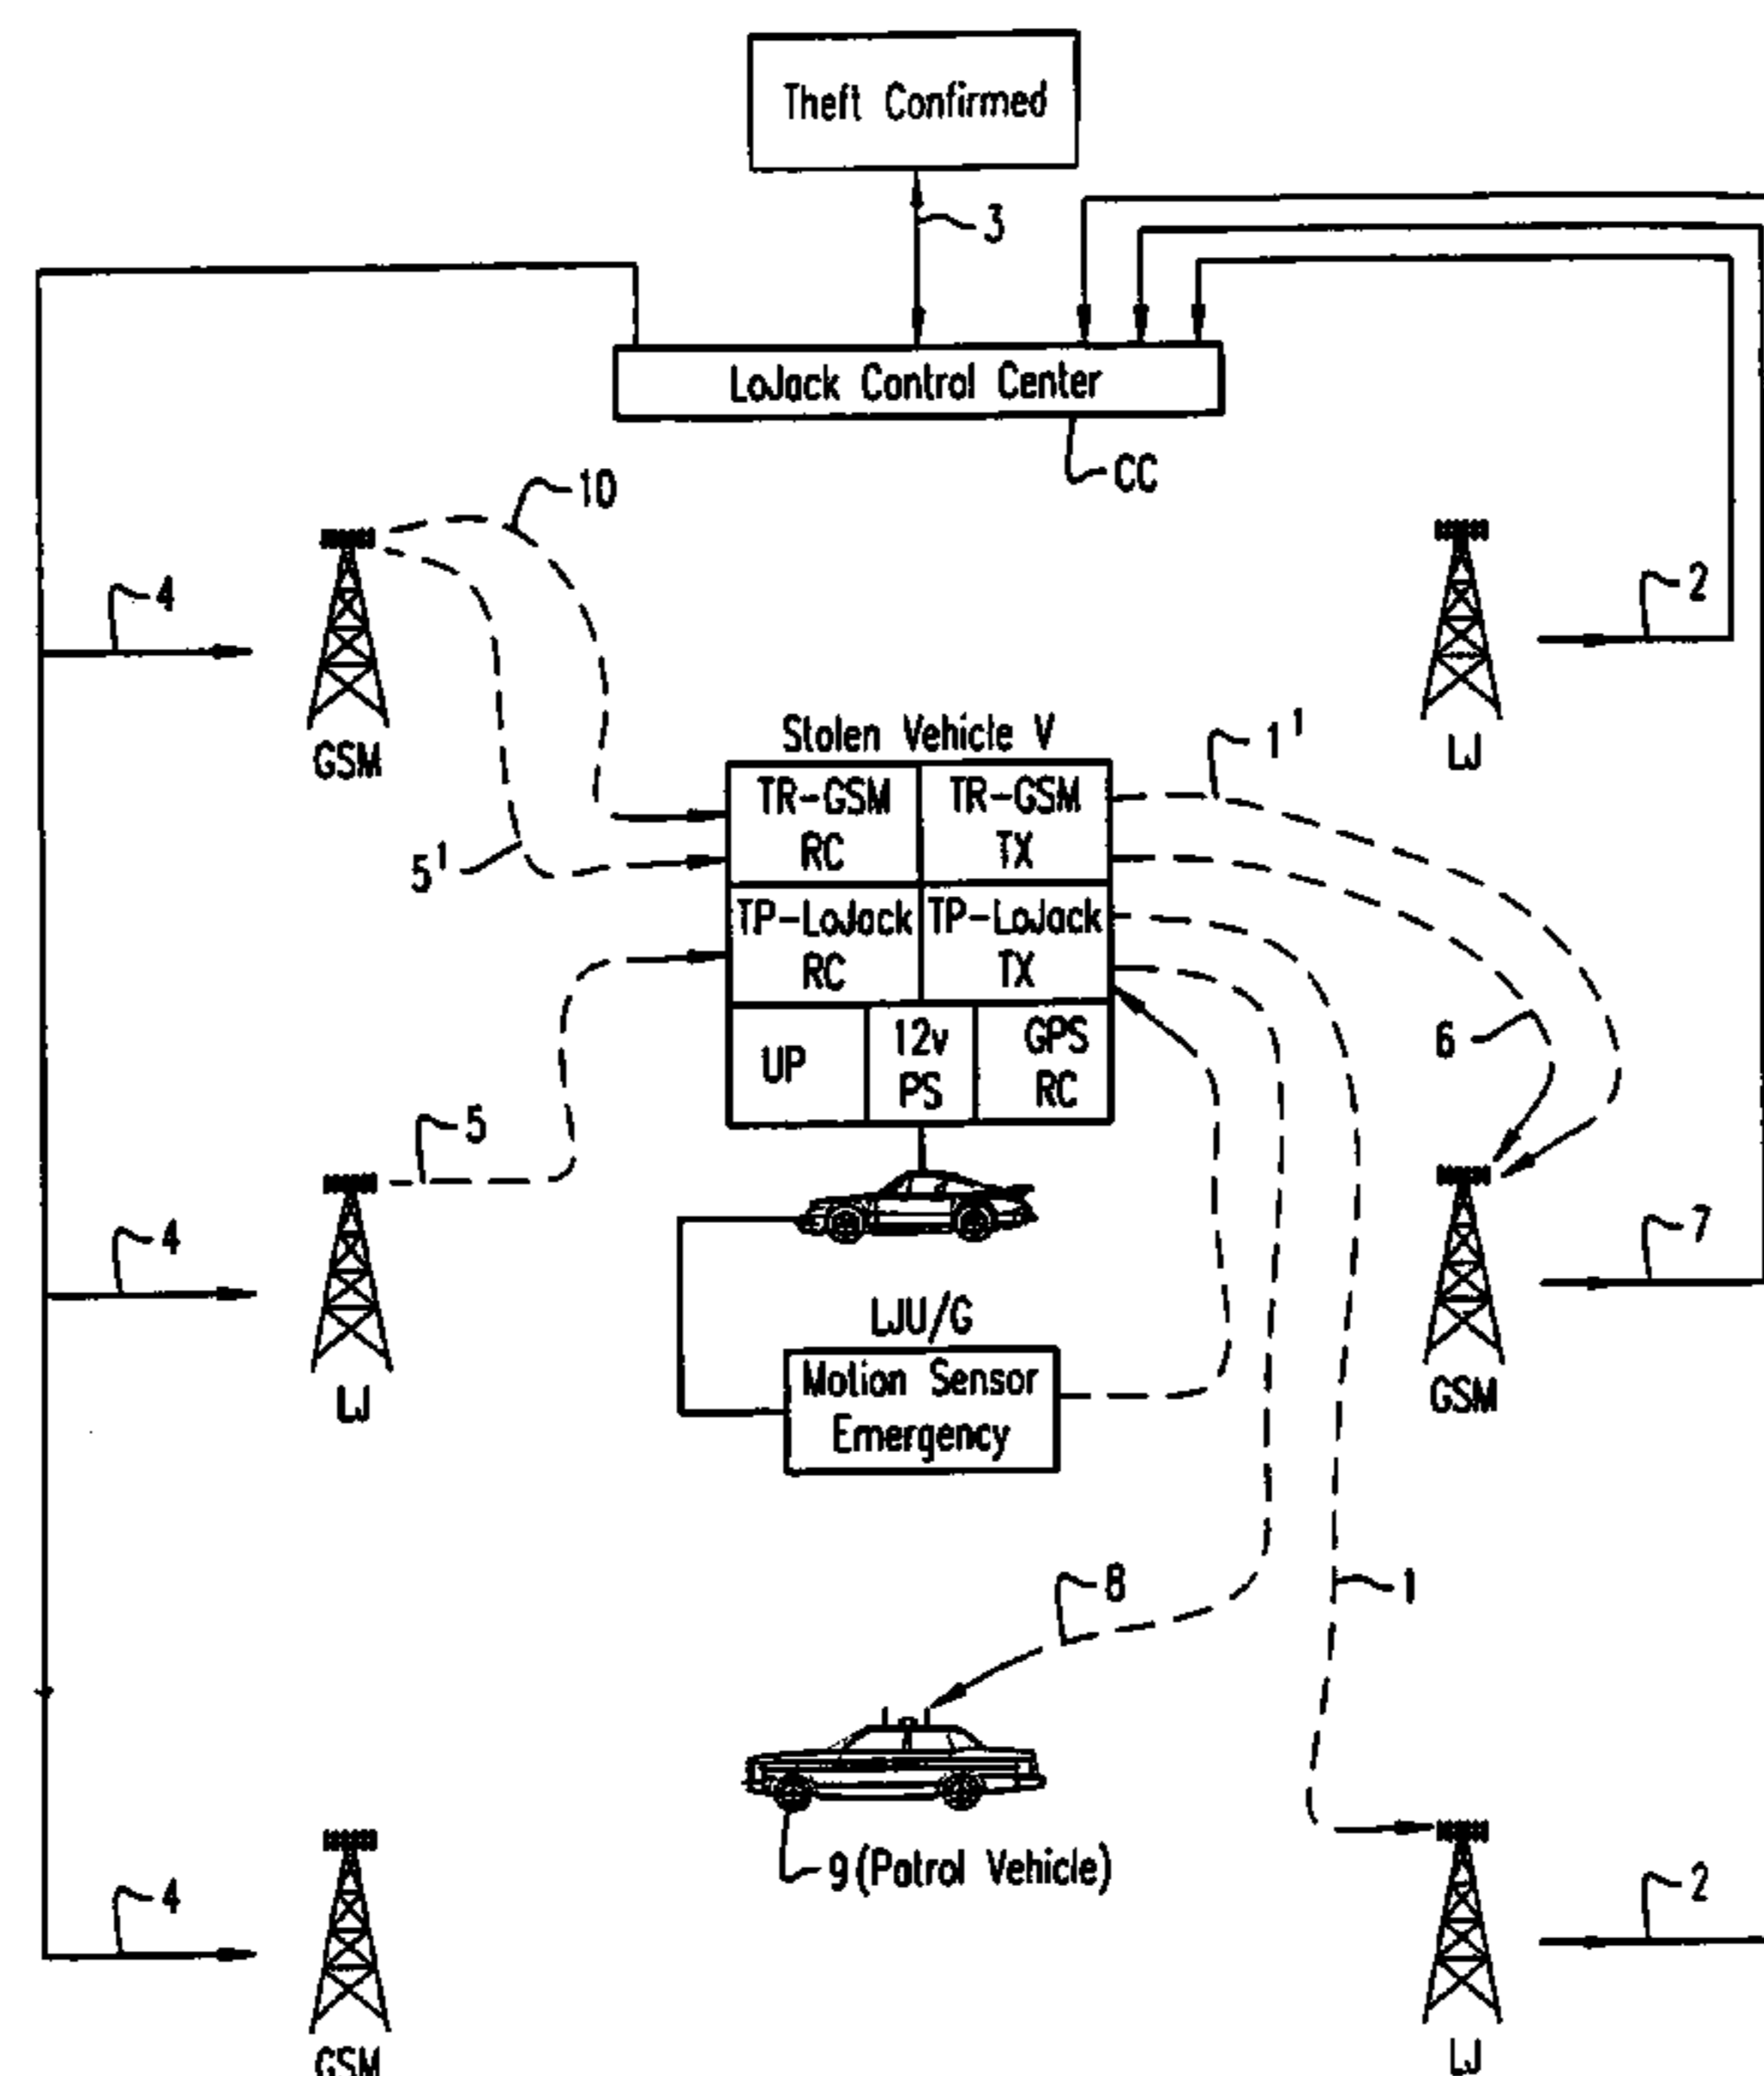 Theft Confirmed
3
LoJack Control Center
CC
10
4
2
GSM
LJ
Stolen Vehicle V
1'
TR-GSM
RC
TR-GSM
TX
5'
TP-LoJack
RC
TP-LoJack
TX
6
UP
12v
PS
GPS
RC
5
4
7
LJU/G
Motion Sensor
Emergency
LJ
GSM
8
1
9(Patrol Vehicle)
4
2
GSM
LJ